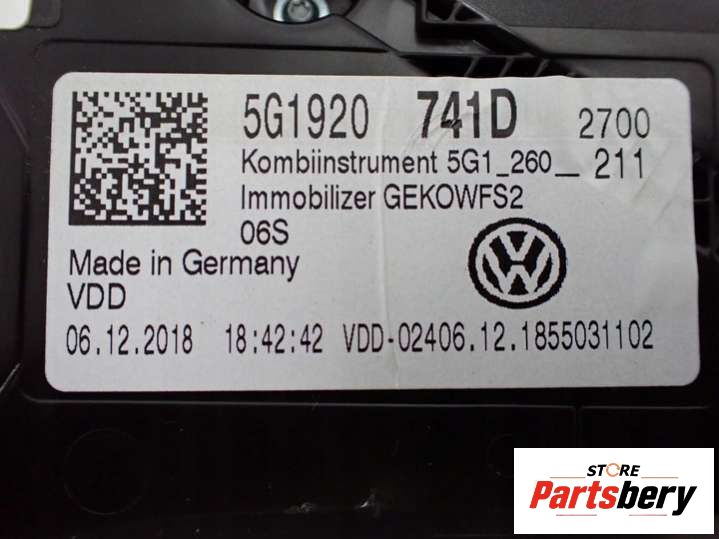 5G1920 741D 2700
Kombiinstrument 5G1_260__ 211
Immobilizer GEKOWFS2
06S
Made in Germany
VDD
06.12.2018 18:42:42 VDD-02406.12.1855031102
STORE
Partsbery